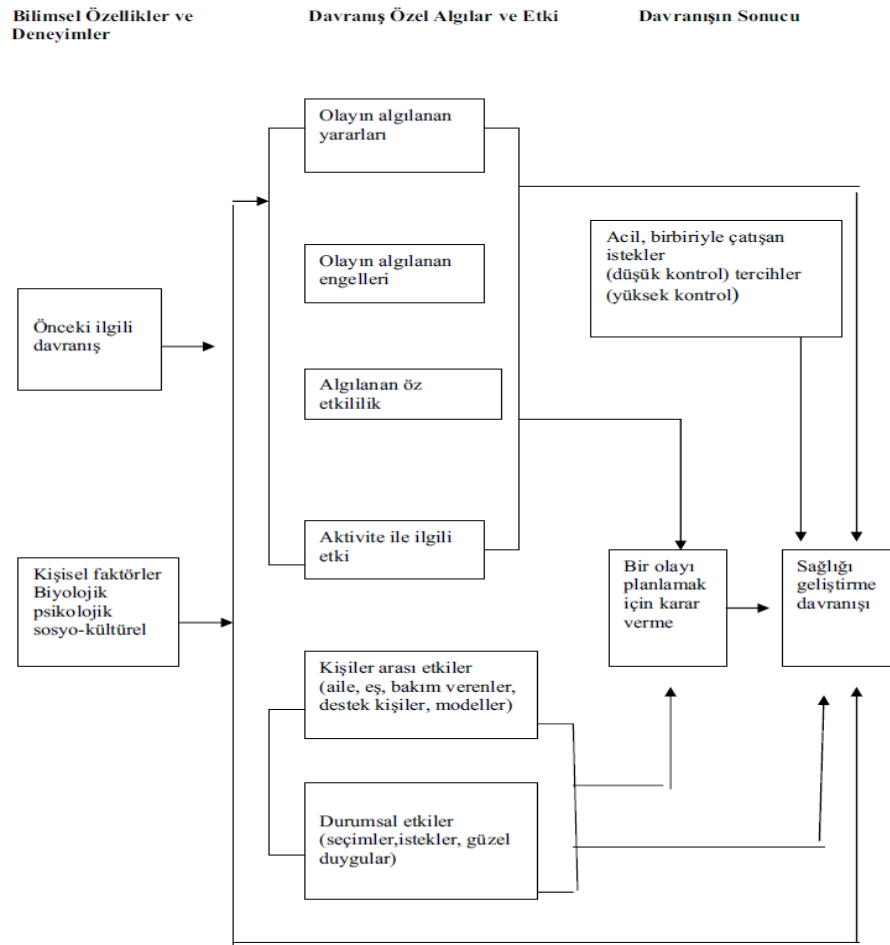 Bilimsel Özellikler ve
Deneyimler
Davranış Özel Algılar ve Etki
Davranışın Sonucu
Olayın algılanan
yararları
Olayın algılanan
engelleri
Acil, birbiriyle çatışan
istekler
(düşük kontrol) tercihler
(yüksek kontrol)
Önceki ilgili
davranış
Algılanan öz
etkililik
Aktivite ile ilgili
etki
Kişisel faktörler
Biyolojik
psikolojik
sosyo-kültürel
Bir olayı
planlamak
için karar
verme
Sağlığı
geliştirme
davranışı
Kişiler arası etkiler
(aile, eş, bakım verenler,
destek kişiler, modeller)
Durumsal etkiler
(seçimler,istekler, güzel
duygular)